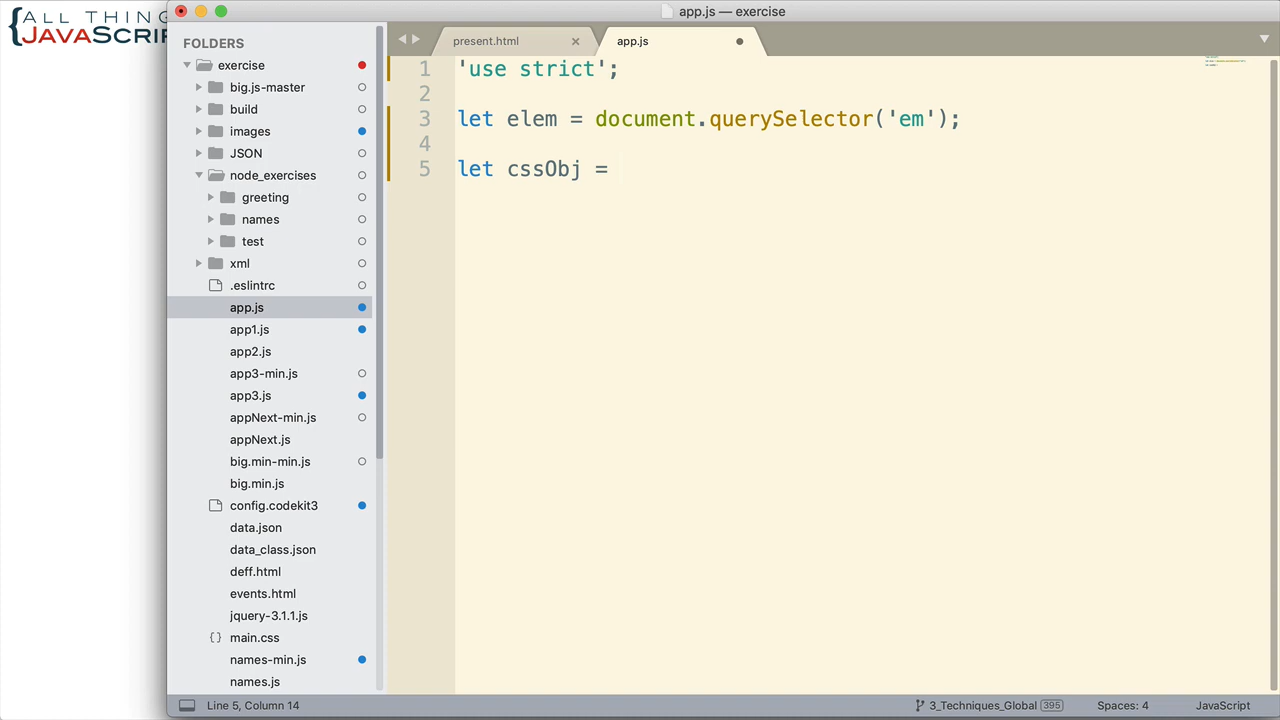 {ALL THING
{JAVASCRIP
app.js — exercise
FOLDERS
exercise
big.js-master
build
images
JSON
node_exercises
greeting
names
test
xml
.eslintrc
app.js
app1.js
app2.js
app3-min.js
app3.js
appNext-min.js
appNext.js
big.min-min.js
big.min.js
config.codekit3
data.json
data_class.json
deff.html
events.html
jquery-3.1.1.js
{} main.css
names-min.js
names.js
present.html ×
app.js
1 'use strict';
2
3 let elem = document.querySelector('em');
4
5 let cssObj =
Line 5, Column 14
3_Techniques_Global 395
Spaces: 4
JavaScript